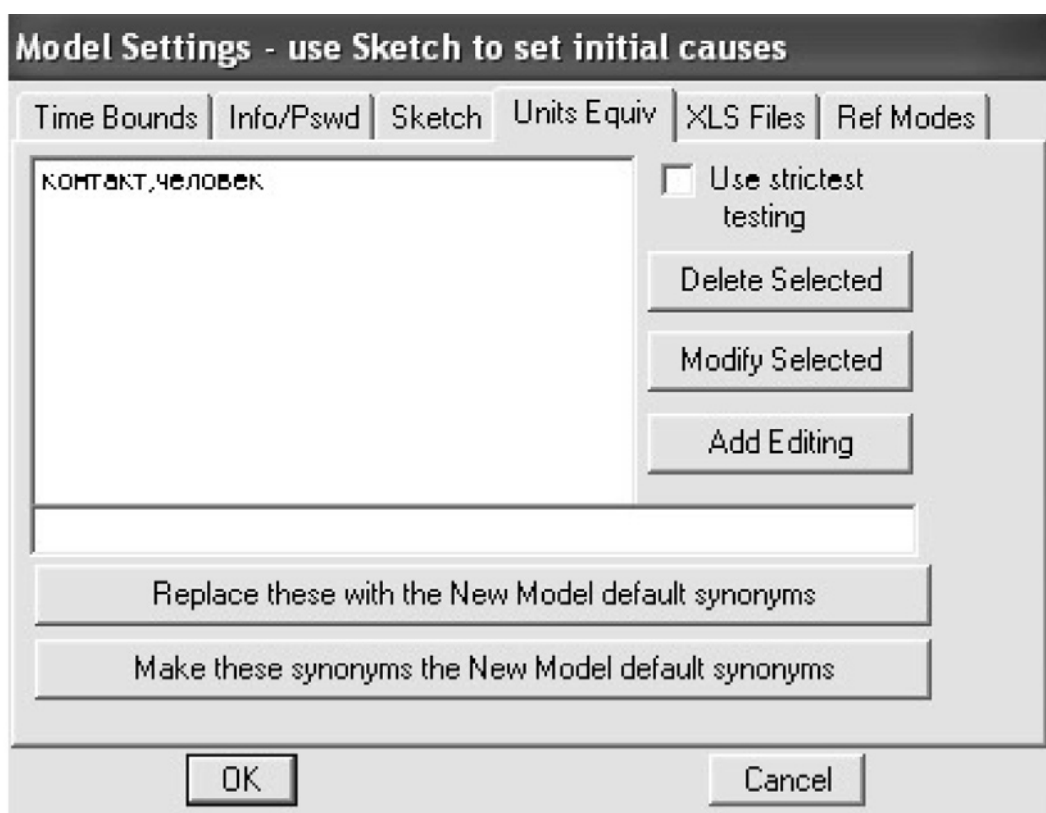 Model Settings - use Sketch to set initial causes
Time Bounds Info/Pswd Sketch Units Equiv XLS Files Ref Modes
контакт,человек
Use strictest
testing
Delete Selected
Modify Selected
Add Editing
Replace these with the New Model default synonyms
Make these synonyms the New Model default synonyms
OK Cancel